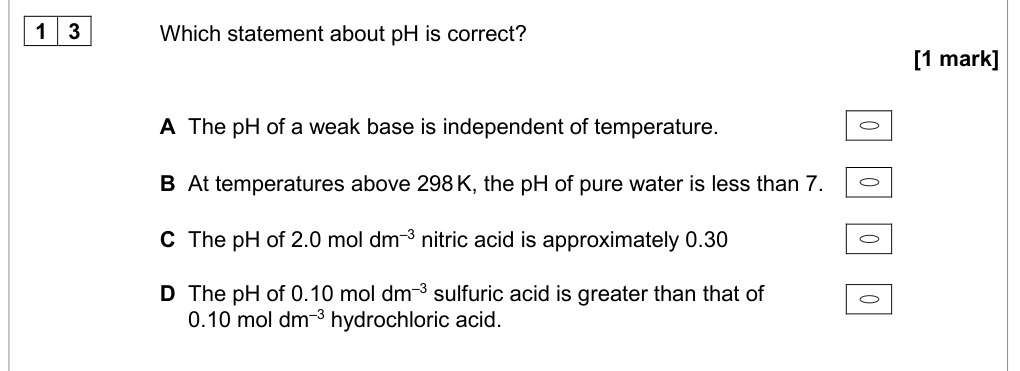 1 3 Which statement about pH is correct?
[1 mark]
A The pH of a weak base is independent of temperature.
B At temperatures above 298 K, the pH of pure water is less than 7.
C The pH of 2.0 mol dm⁻³ nitric acid is approximately 0.30
D The pH of 0.10 mol dm⁻³ sulfuric acid is greater than that of
0.10 mol dm⁻³ hydrochloric acid.